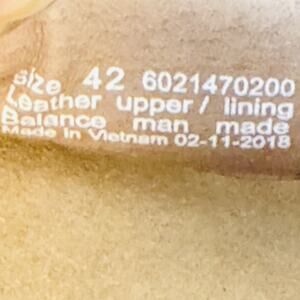 size 42 6021470200
Leather upper / lining
Balance man made
Made in Vietnam 02-11-2018